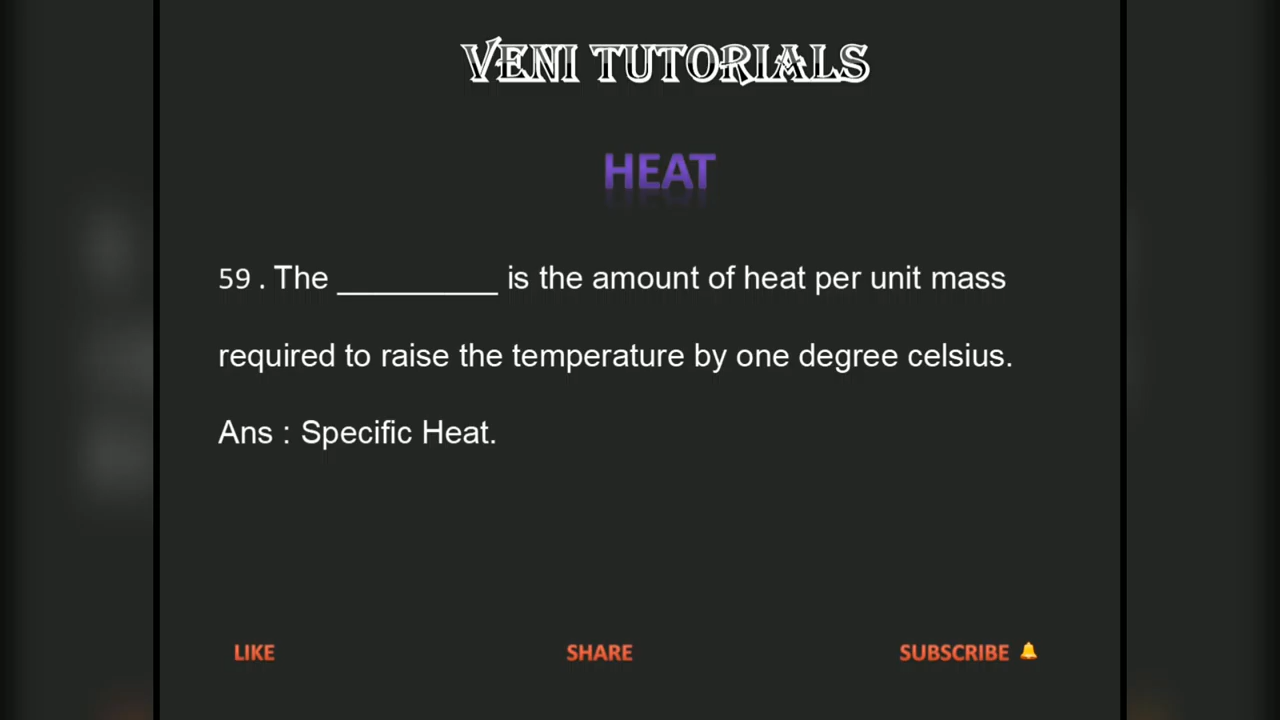 VENI TUTORIALS
HEAT
59 . The __________ is the amount of heat per unit mass
required to raise the temperature by one degree celsius.
Ans : Specific Heat.
LIKE SHARE SUBSCRIBE 🔔